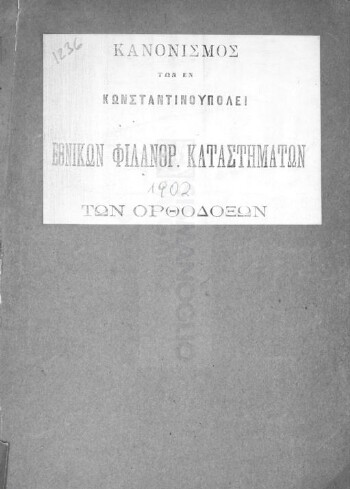 1236
ΚΑΝΟΝΙΣΜΟΣ
ΤΩΝ ΕΝ
ΚΩΝΣΤΑΝΤΙΝΟΥΠΟΛΕΙ
ΕΘΝΙΚΩΝ ΦΙΛΑΝΘΡ. ΚΑΤΑΣΤΗΜΑΤΩΝ
1902
ΤΩΝ ΟΡΘΟΔΟΞΩΝ